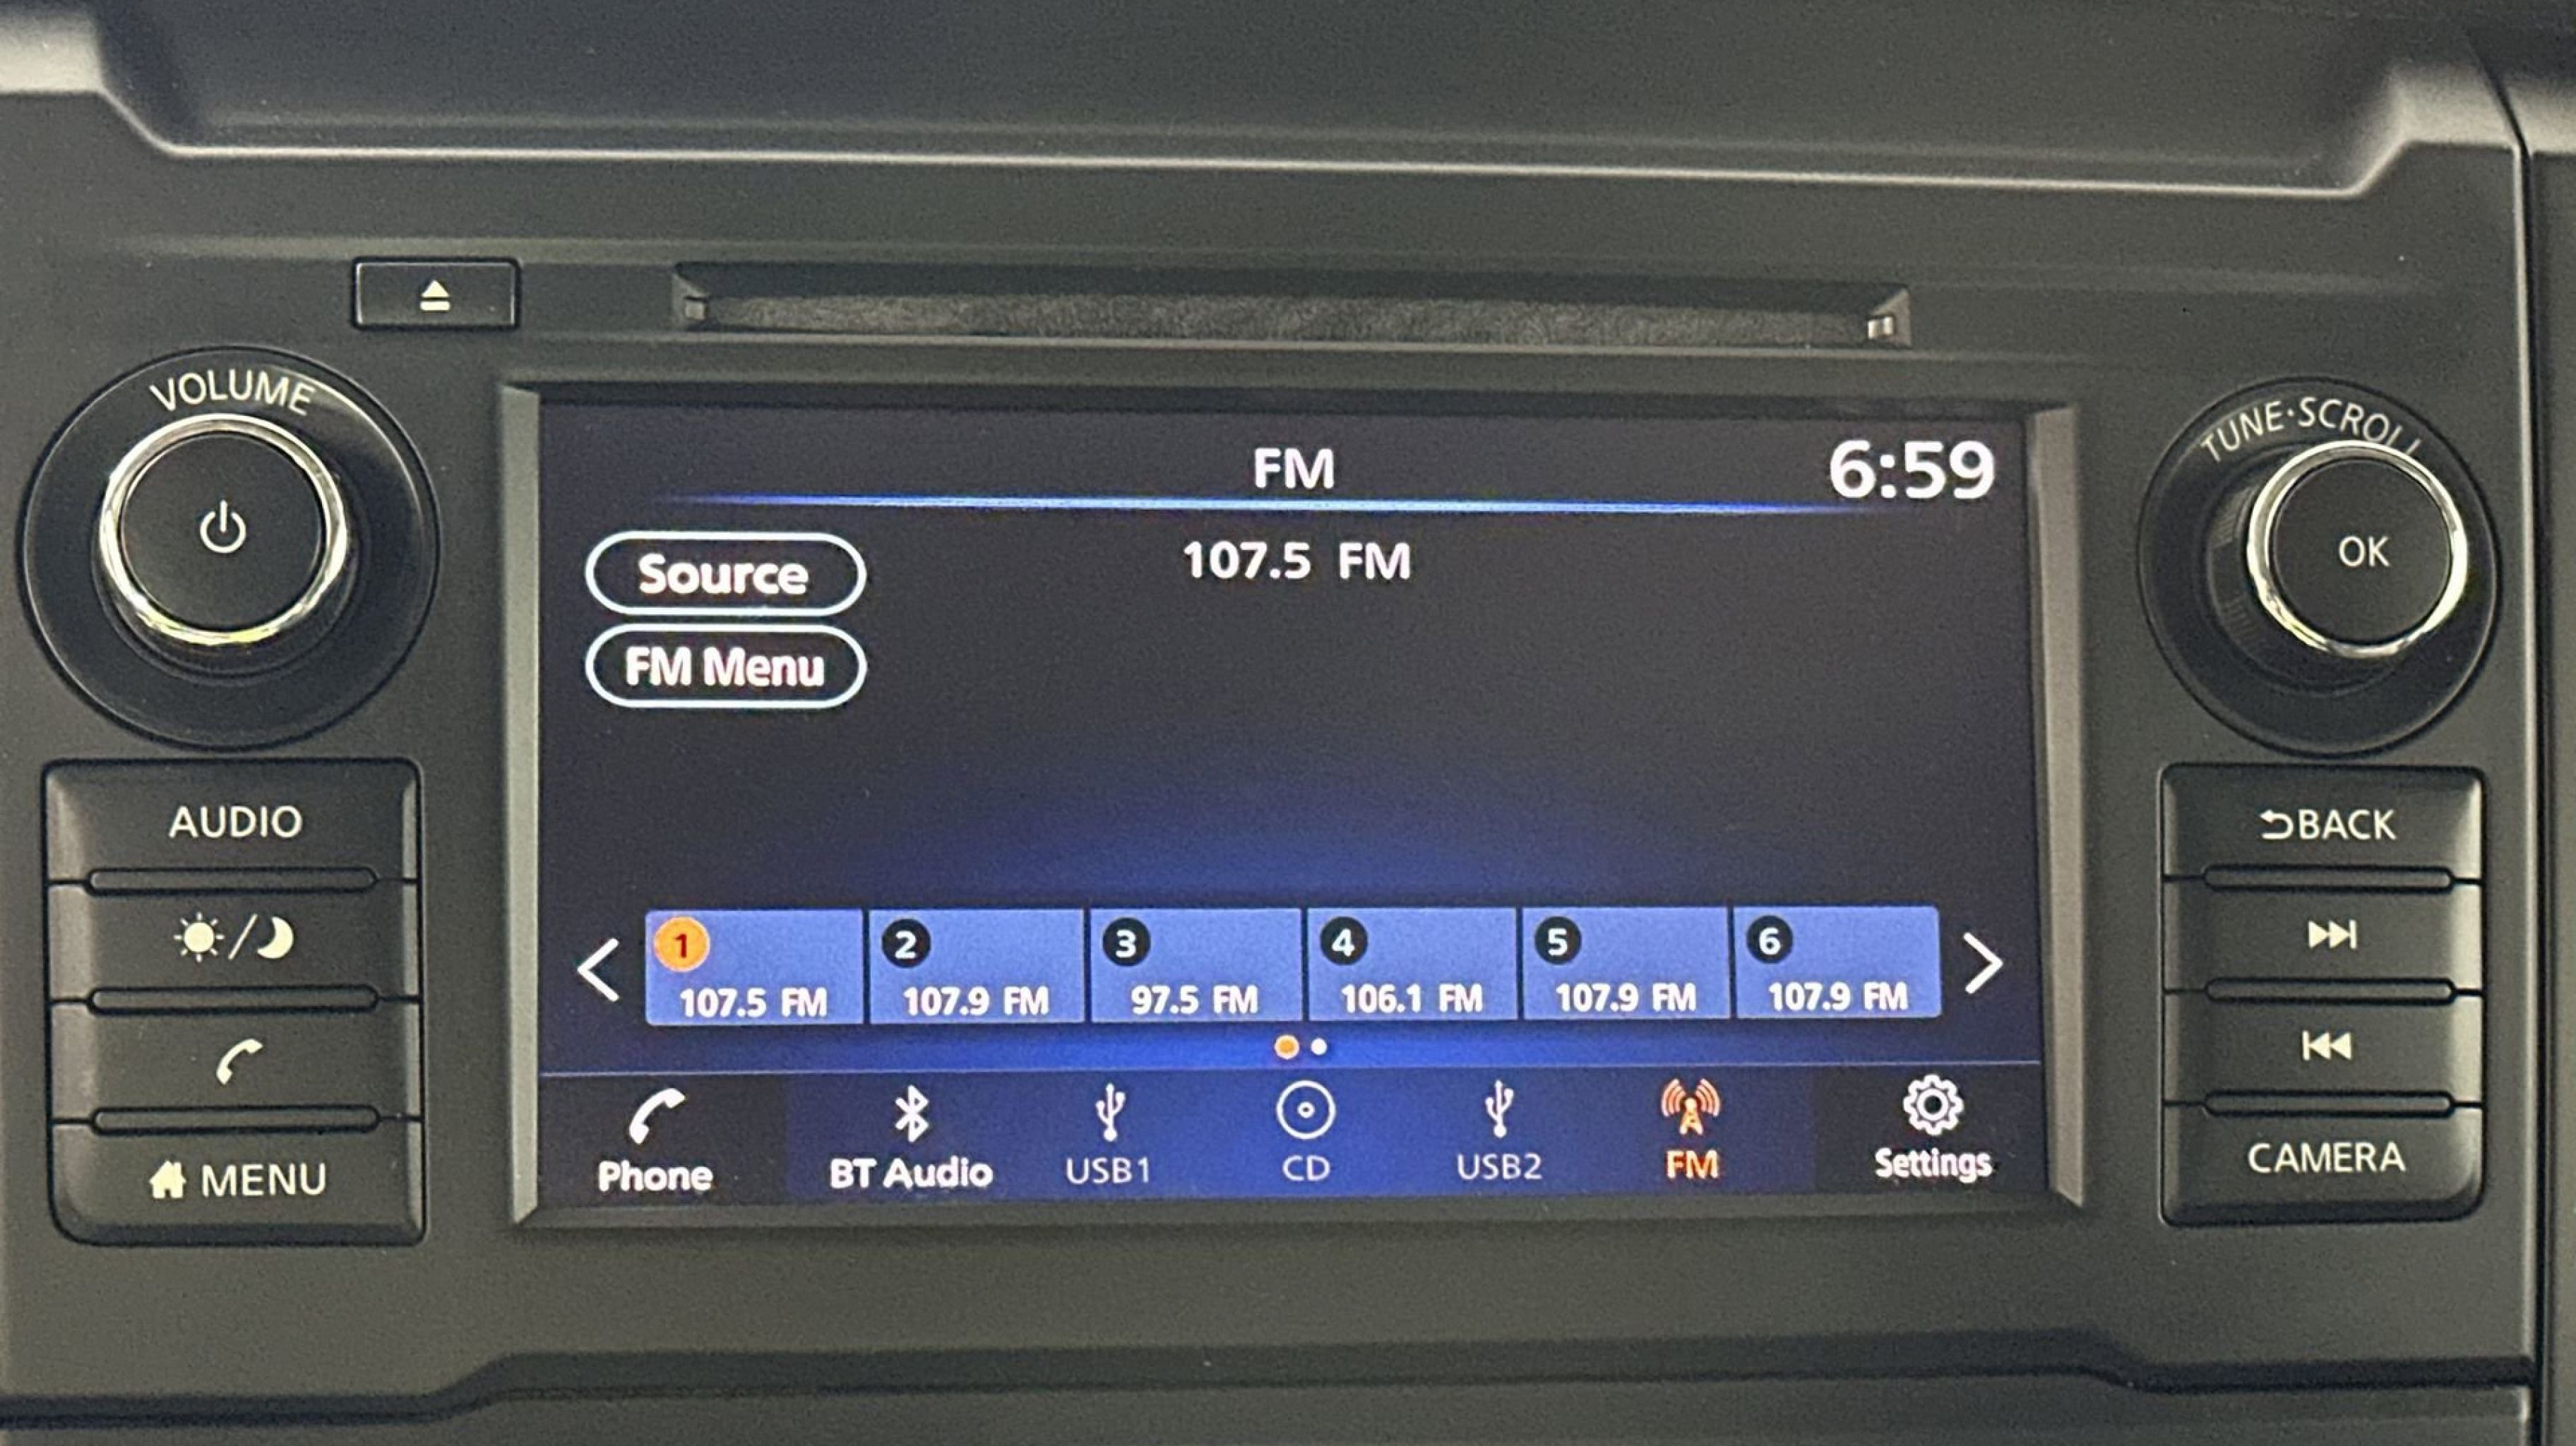 VOLUME
TUNE·SCROLL
FM
6:59
Source
107.5 FM
OK
FM Menu
AUDIO
BACK
1
2
3
4
5
6
107.5 FM
107.9 FM
97.5 FM
106.1 FM
107.9 FM
107.9 FM
Phone
BT Audio
USB1
CD
USB2
FM
Settings
MENU
CAMERA